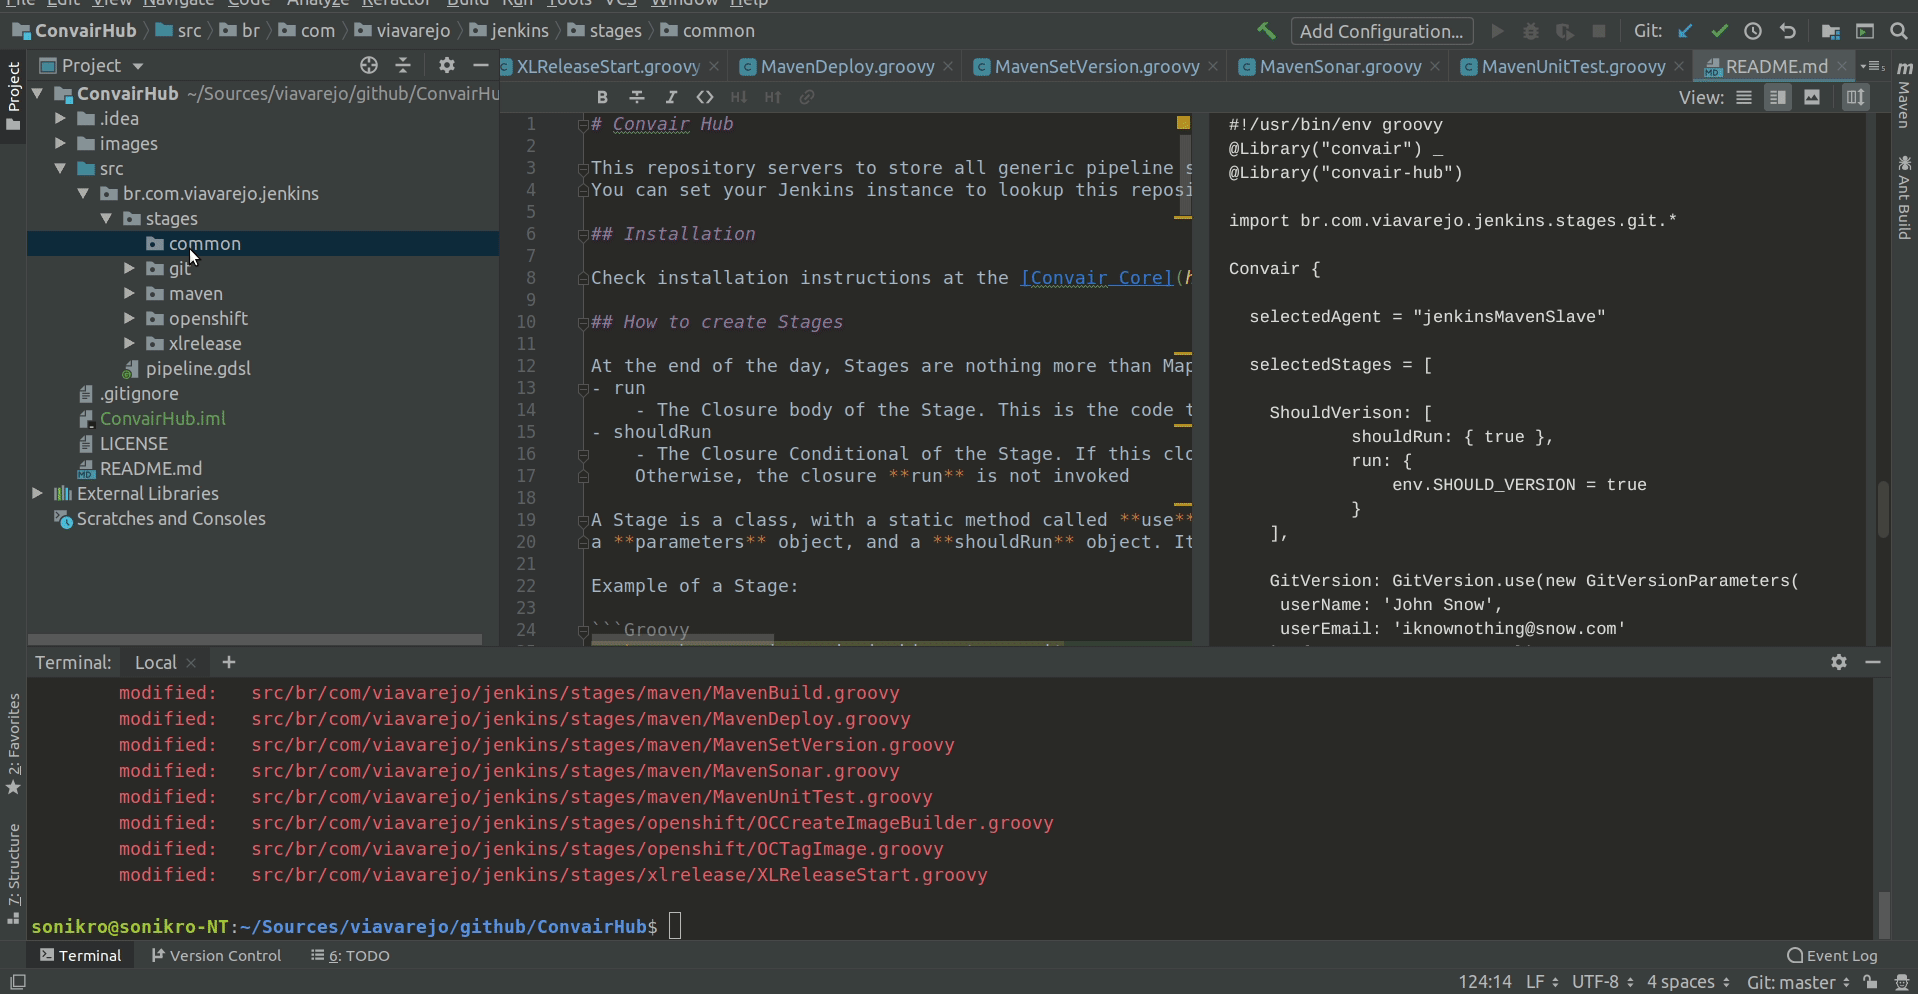 File Edit View Navigate Code Analyze Refactor Build Run Tools VCS Window Help
ConvairHub src br com viavarejo jenkins stages common Add Configuration... Git:
Project XLReleaseStart.groovy MavenDeploy.groovy MavenSetVersion.groovy MavenSonar.groovy MavenUnitTest.groovy README.md
View:
Project
2: Favorites
7: Structure
Maven
Ant Build
ConvairHub ~/Sources/viavarejo/github/ConvairHu
.idea
images
src
br.com.viavarejo.jenkins
stages
common
git
maven
openshift
xlrelease
pipeline.gdsl
.gitignore
ConvairHub.iml
LICENSE
README.md
External Libraries
Scratches and Consoles
1 # Convair Hub
2
3 This repository servers to store all generic pipeline s
4 You can set your Jenkins instance to lookup this reposi
5
6 ## Installation
7
8 Check installation instructions at the [Convair Core](h
9
10 ## How to create Stages
11
12 At the end of the day, Stages are nothing more than Map
13 - run
14 - The Closure body of the Stage. This is the code t
15 - shouldRun
16 - The Closure Conditional of the Stage. If this clo
17 Otherwise, the closure **run** is not invoked
18
19 A Stage is a class, with a static method called **use**
20 a **parameters** object, and a **shouldRun** object. It
21
22 Example of a Stage:
23
24 ```Groovy
#!/usr/bin/env groovy
@Library("convair") _
@Library("convair-hub")
import br.com.viavarejo.jenkins.stages.git.*
Convair {
selectedAgent = "jenkinsMavenSlave"
selectedStages = [
ShouldVerison: [
shouldRun: { true },
run: {
env.SHOULD_VERSION = true
}
],
GitVersion: GitVersion.use(new GitVersionParameters(
userName: 'John Snow',
userEmail: 'iknownothing@snow.com'
Terminal: Local +
modified: src/br/com/viavarejo/jenkins/stages/maven/MavenBuild.groovy
modified: src/br/com/viavarejo/jenkins/stages/maven/MavenDeploy.groovy
modified: src/br/com/viavarejo/jenkins/stages/maven/MavenSetVersion.groovy
modified: src/br/com/viavarejo/jenkins/stages/maven/MavenSonar.groovy
modified: src/br/com/viavarejo/jenkins/stages/maven/MavenUnitTest.groovy
modified: src/br/com/viavarejo/jenkins/stages/openshift/OCCreateImageBuilder.groovy
modified: src/br/com/viavarejo/jenkins/stages/openshift/OCTagImage.groovy
modified: src/br/com/viavarejo/jenkins/stages/xlrelease/XLReleaseStart.groovy
sonikro@sonikro-NT:~/Sources/viavarejo/github/ConvairHub$
Terminal Version Control 6: TODO Event Log
124:14 LF UTF-8 4 spaces Git: master